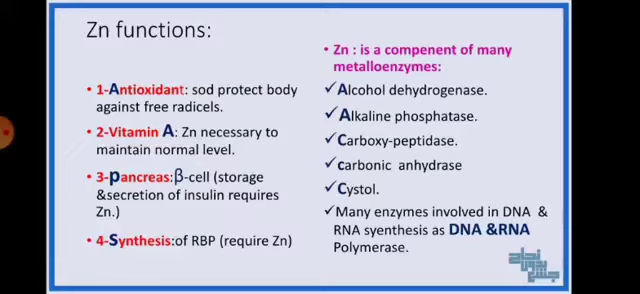 Zn functions:
1-Antioxidant: sod protect body
against free radicels.
2-Vitamin A: Zn necessary to
maintain normal level.
3-pancreas:β-cell (storage
&secretion of insulin requires
Zn.)
4-Synthesis:of RBP (require Zn)
Zn : is a compenent of many
metalloenzymes:
Alcohol dehydrogenase.
Alkaline phosphatase.
Carboxy-peptidase.
carbonic anhydrase
Cystol.
Many enzymes involved in DNA &
RNA syenthesis as DNA &RNA
Polymerase.